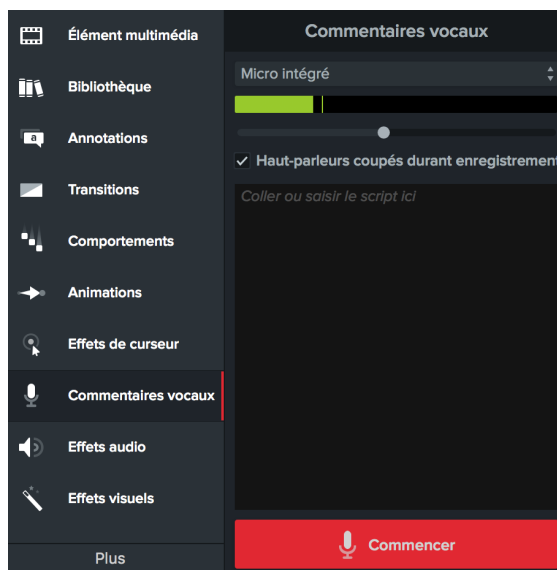 Élément multimédia
Bibliothèque
a
Annotations
Transitions
Comportements
Animations
Effets de curseur
Commentaires vocaux
Effets audio
Effets visuels
Plus
Commentaires vocaux
Micro intégré
Haut-parleurs coupés durant enregistrement
Coller ou saisir le script ici
Commencer